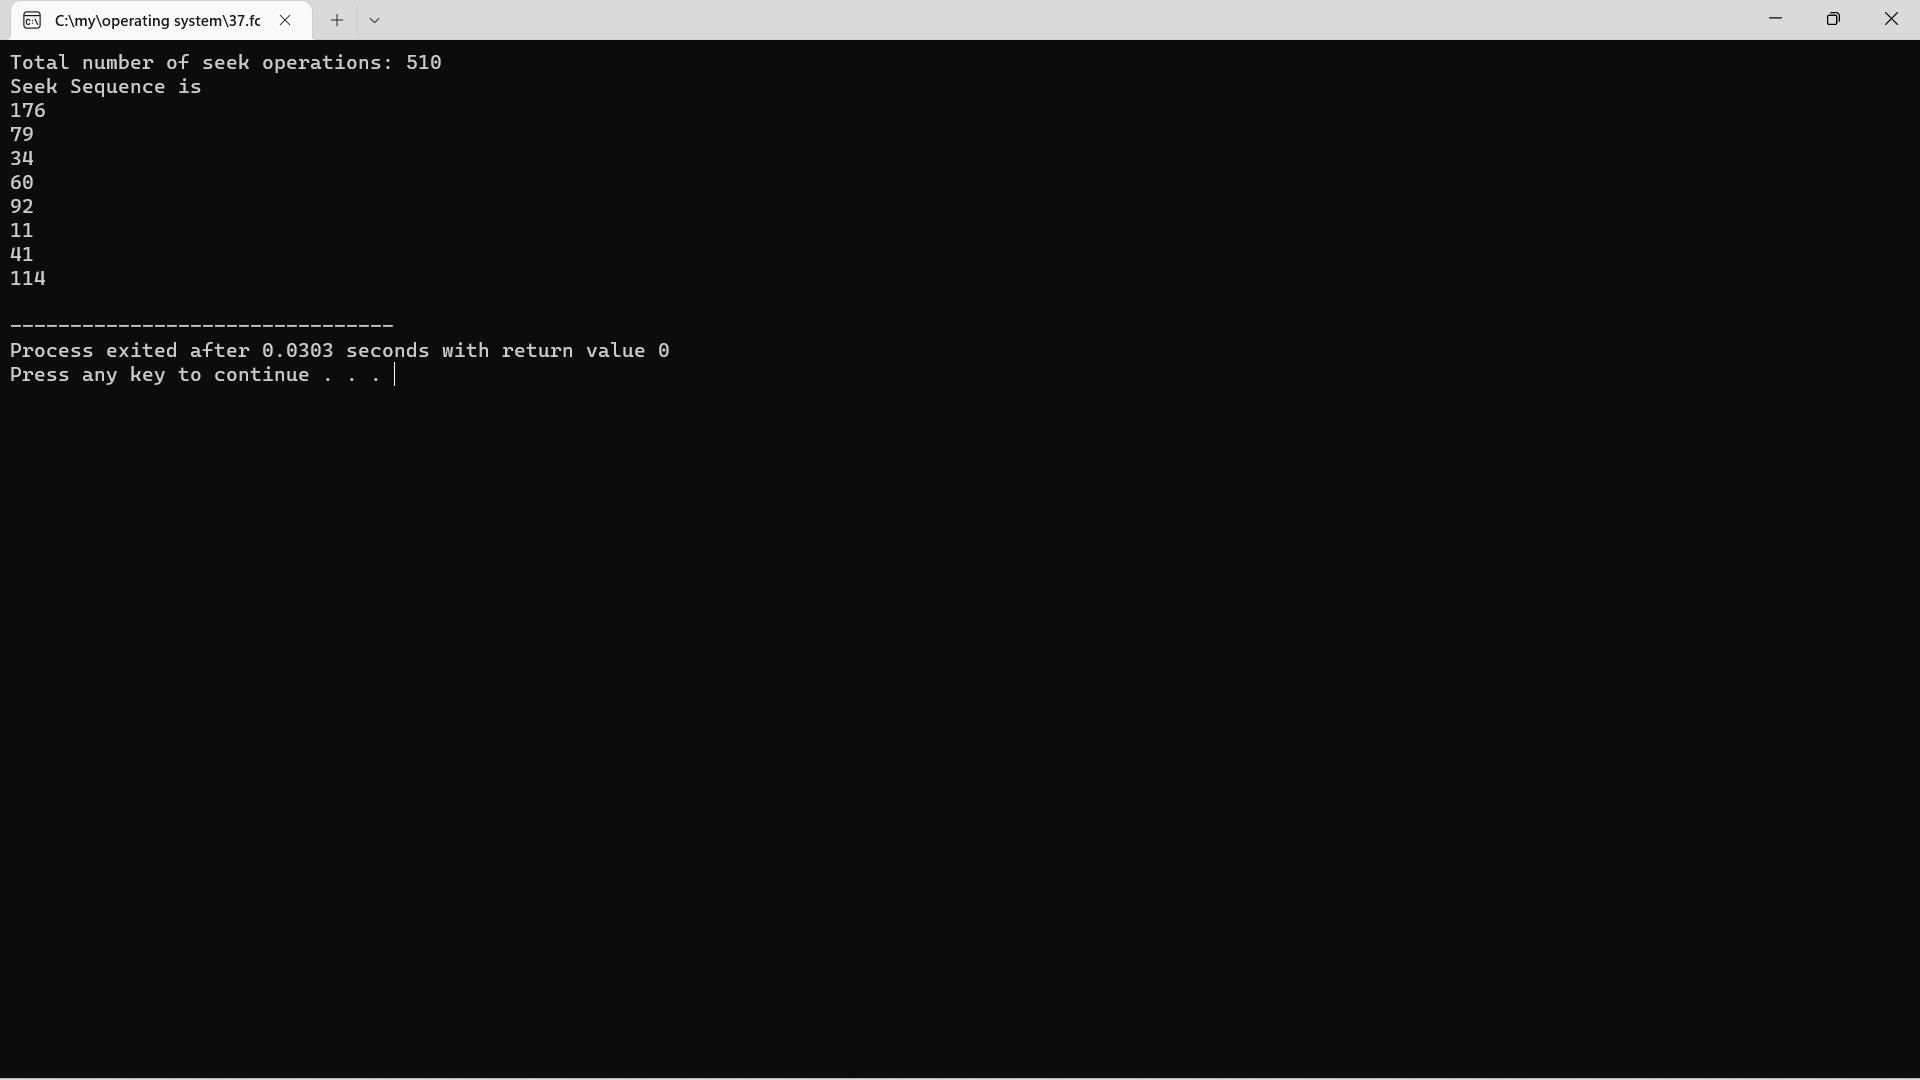 C:\my\operating system\37.fc
Total number of seek operations: 510
Seek Sequence is
176
79
34
60
92
11
41
114
--------------------------------
Process exited after 0.0303 seconds with return value 0
Press any key to continue . . .